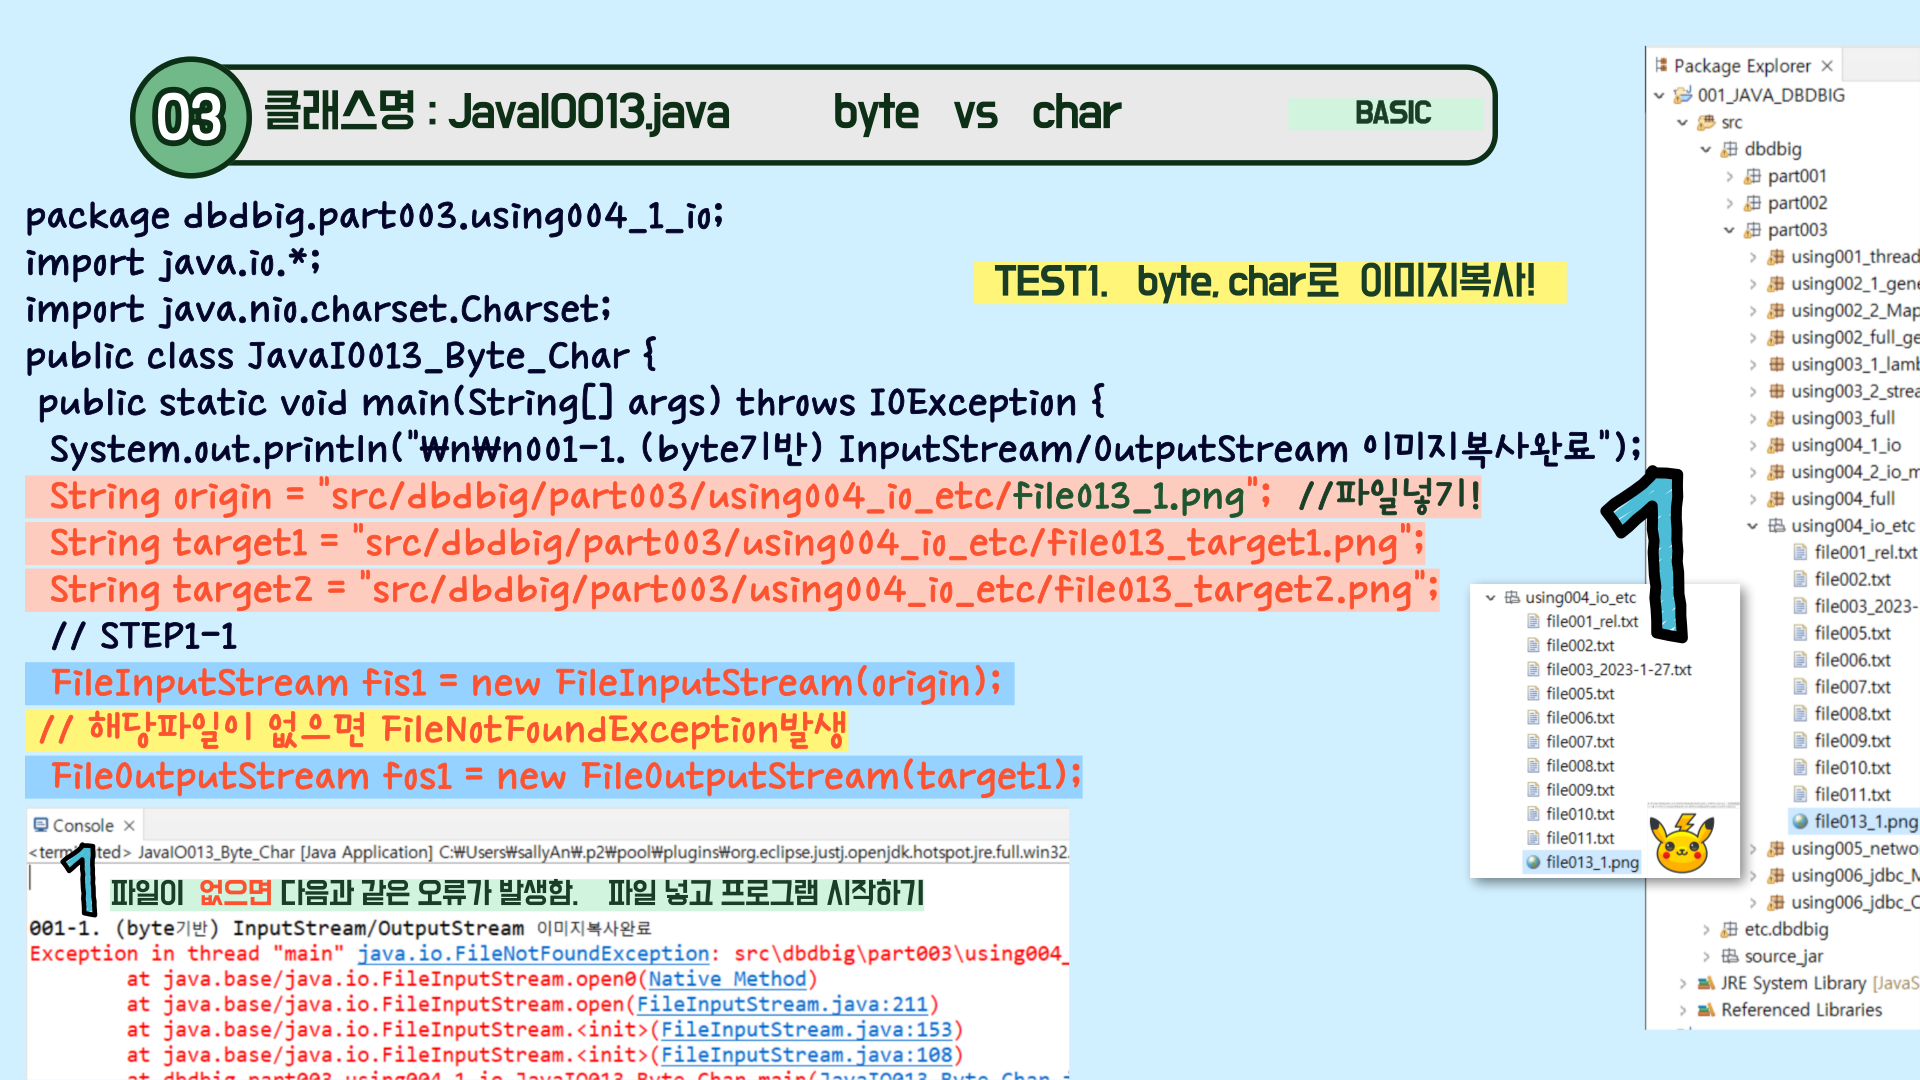 03 클래스명 : JavaIO013.java byte vs char BASIC
package dbdbig.part003.using004_1_io;
import java.io.*;
import java.nio.charset.Charset;
public class JavaIO013_Byte_Char {
public static void main(String[] args) throws IOException {
System.out.println("₩n₩n001-1. (byte기반) InputStream/OutputStream 이미지복사완료");
String origin = "src/dbdbig/part003/using004_io_etc/file013_1.png"; //파일넣기!
String target1 = "src/dbdbig/part003/using004_io_etc/file013_target1.png";
String target2 = "src/dbdbig/part003/using004_io_etc/file013_target2.png";
// STEP1-1
FileInputStream fis1 = new FileInputStream(origin);
// 해당파일이 없으면 FileNotFoundException발생
FileOutputStream fos1 = new FileOutputStream(target1);
TEST1. byte, char로 이미지복사!
Console
<terminated> JavaIO013_Byte_Char [Java Application] C:₩Users₩sallyAn₩.p2₩pool₩plugins₩org.eclipse.justj.openjdk.hotspot.jre.full.win32.
1 파일이 없으면 다음과 같은 오류가 발생함. 파일 넣고 프로그램 시작하기
001-1. (byte기반) InputStream/OutputStream 이미지복사완료
Exception in thread "main" java.io.FileNotFoundException: src\dbdbig\part003\using004_
at java.base/java.io.FileInputStream.open0(Native Method)
at java.base/java.io.FileInputStream.open(FileInputStream.java:211)
at java.base/java.io.FileInputStream.<init>(FileInputStream.java:153)
at java.base/java.io.FileInputStream.<init>(FileInputStream.java:108)
at dbdbig.part003.using004_1_io.JavaIO013_Byte_Char.main(JavaIO013_Byte_Char.
1
using004_io_etc
file001_rel.txt
file002.txt
file003_2023-1-27.txt
file005.txt
file006.txt
file007.txt
file008.txt
file009.txt
file010.txt
file011.txt
file013_1.png
Package Explorer
001_JAVA_DBDBIG
src
dbdbig
part001
part002
part003
using001_thread
using002_1_gene
using002_2_Map
using002_full_ge
using003_1_lamb
using003_2_strea
using003_full
using004_1_io
using004_2_io_m
using004_full
using004_io_etc
file001_rel.txt
file002.txt
file003_2023-
file005.txt
file006.txt
file007.txt
file008.txt
file009.txt
file010.txt
file011.txt
file013_1.png
using005_networ
using006_jdbc_M
using006_jdbc_C
etc.dbdbig
source_jar
JRE System Library [JavaS
Referenced Libraries